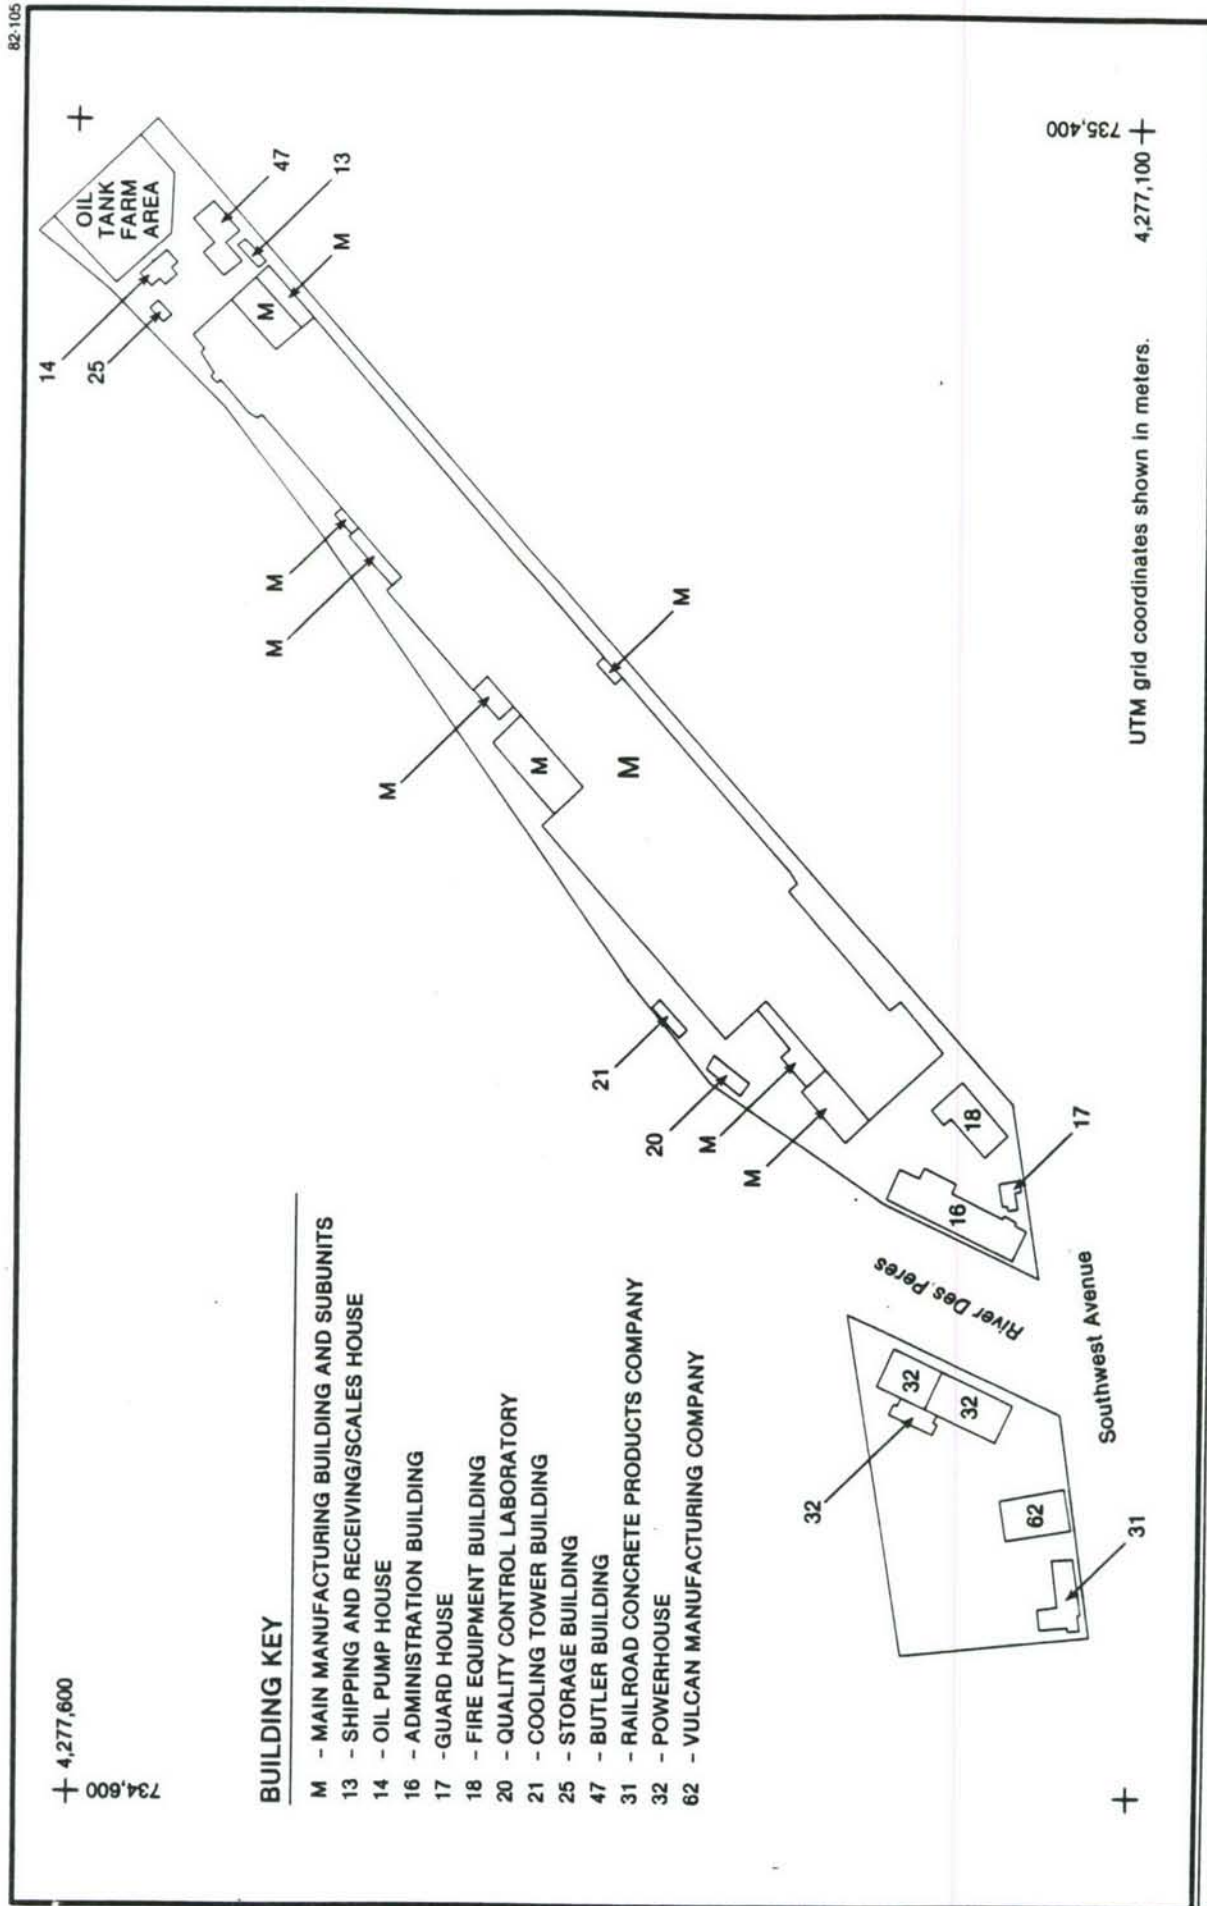 82-105
4,277,600
734,600
BUILDING KEY
M - MAIN MANUFACTURING BUILDING AND SUBUNITS
13 - SHIPPING AND RECEIVING/SCALES HOUSE
14 - OIL PUMP HOUSE
16 - ADMINISTRATION BUILDING
17 -GUARD HOUSE
18 - FIRE EQUIPMENT BUILDING
20 - QUALITY CONTROL LABORATORY
21 - COOLING TOWER BUILDING
25 - STORAGE BUILDING
47 - BUTLER BUILDING
31 - RAILROAD CONCRETE PRODUCTS COMPANY
32 - POWERHOUSE
62 - VULCAN MANUFACTURING COMPANY
14
25
OIL
TANK
FARM
AREA
47
13
M
M
M
M
M
M
M
M
21
20
M
M
18
17
16
River Des Peres
Southwest Avenue
32
32
32
62
31
735,400
4,277,100
UTM grid coordinates shown in meters.